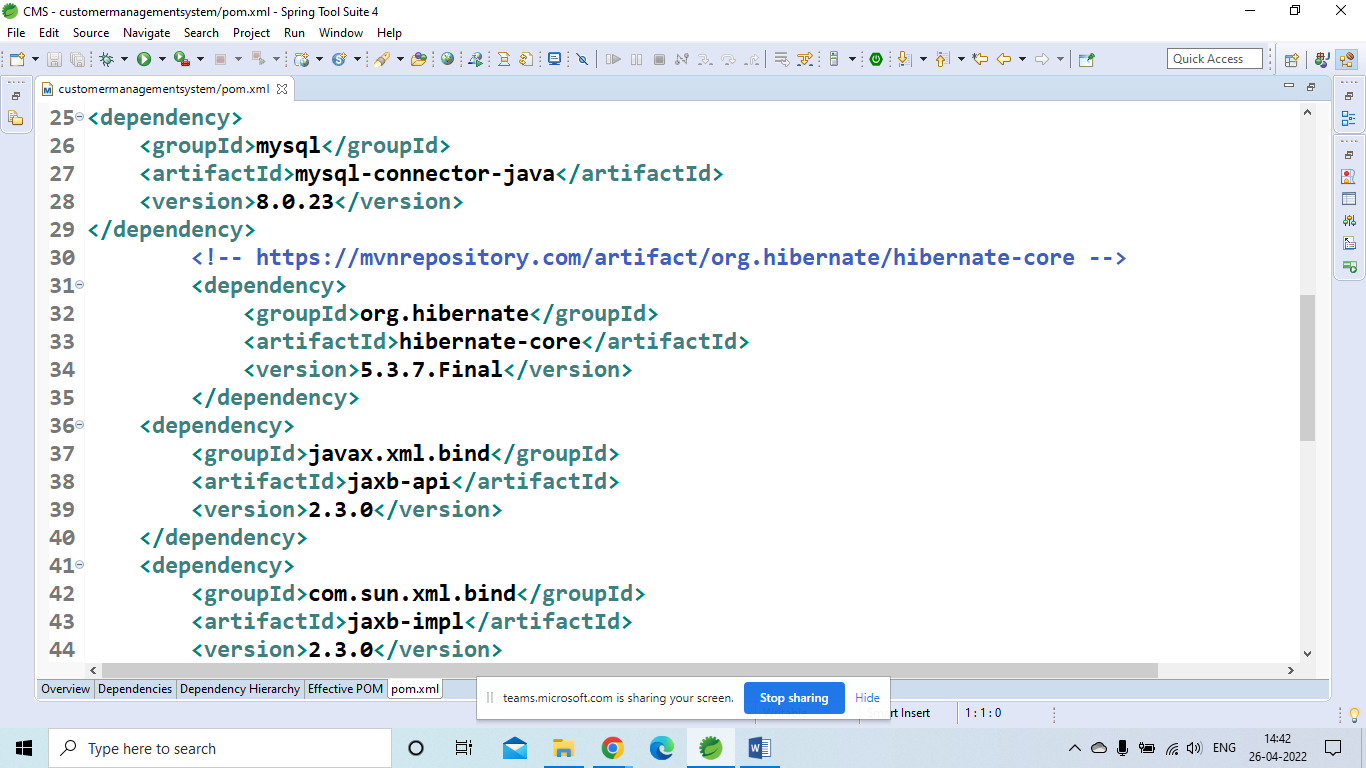 CMS - customermanagementsystem/pom.xml - Spring Tool Suite 4
File Edit Source Navigate Search Project Run Window Help
Quick Access
customermanagementsystem/pom.xml
25 <dependency>
26     <groupId>mysql</groupId>
27     <artifactId>mysql-connector-java</artifactId>
28     <version>8.0.23</version>
29 </dependency>
30         <!-- https://mvnrepository.com/artifact/org.hibernate/hibernate-core -->
31         <dependency>
32             <groupId>org.hibernate</groupId>
33             <artifactId>hibernate-core</artifactId>
34             <version>5.3.7.Final</version>
35         </dependency>
36     <dependency>
37         <groupId>javax.xml.bind</groupId>
38         <artifactId>jaxb-api</artifactId>
39         <version>2.3.0</version>
40     </dependency>
41     <dependency>
42         <groupId>com.sun.xml.bind</groupId>
43         <artifactId>jaxb-impl</artifactId>
44         <version>2.3.0</version>
Overview Dependencies Dependency Hierarchy Effective POM pom.xml
teams.microsoft.com is sharing your screen. Stop sharing Hide
Insert 1 : 1 : 0
Type here to search
ENG
14:42
26-04-2022